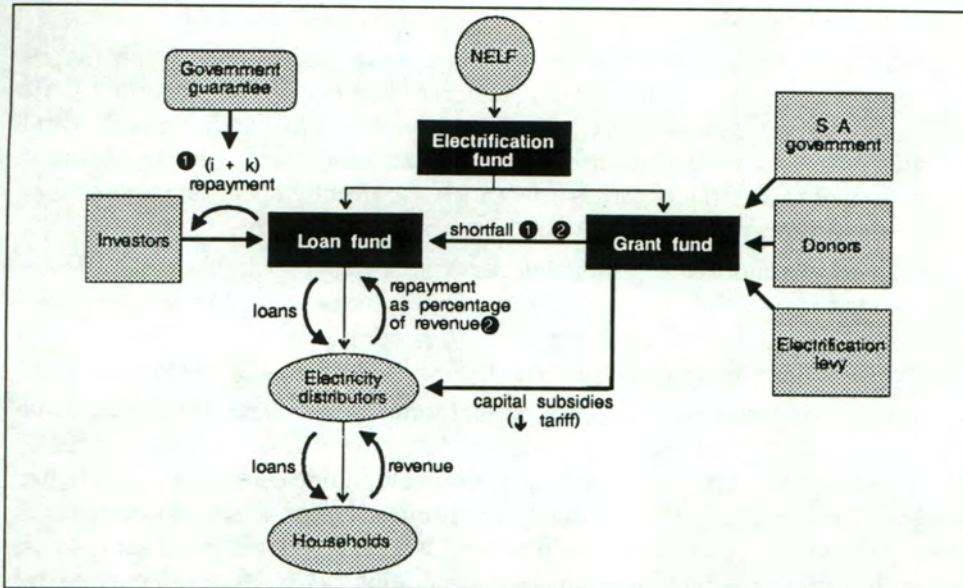 NELF
Government
guarantee
Electrification
fund
S A
government
❶ (i + k)
repayment
Investors
Loan fund
shortfall ❶ ❷
Grant fund
Donors
loans
repayment
as percentage
of revenue❷
Electrification
levy
Electricity
distributors
capital subsidies
(↓ tariff)
loans
revenue
Households